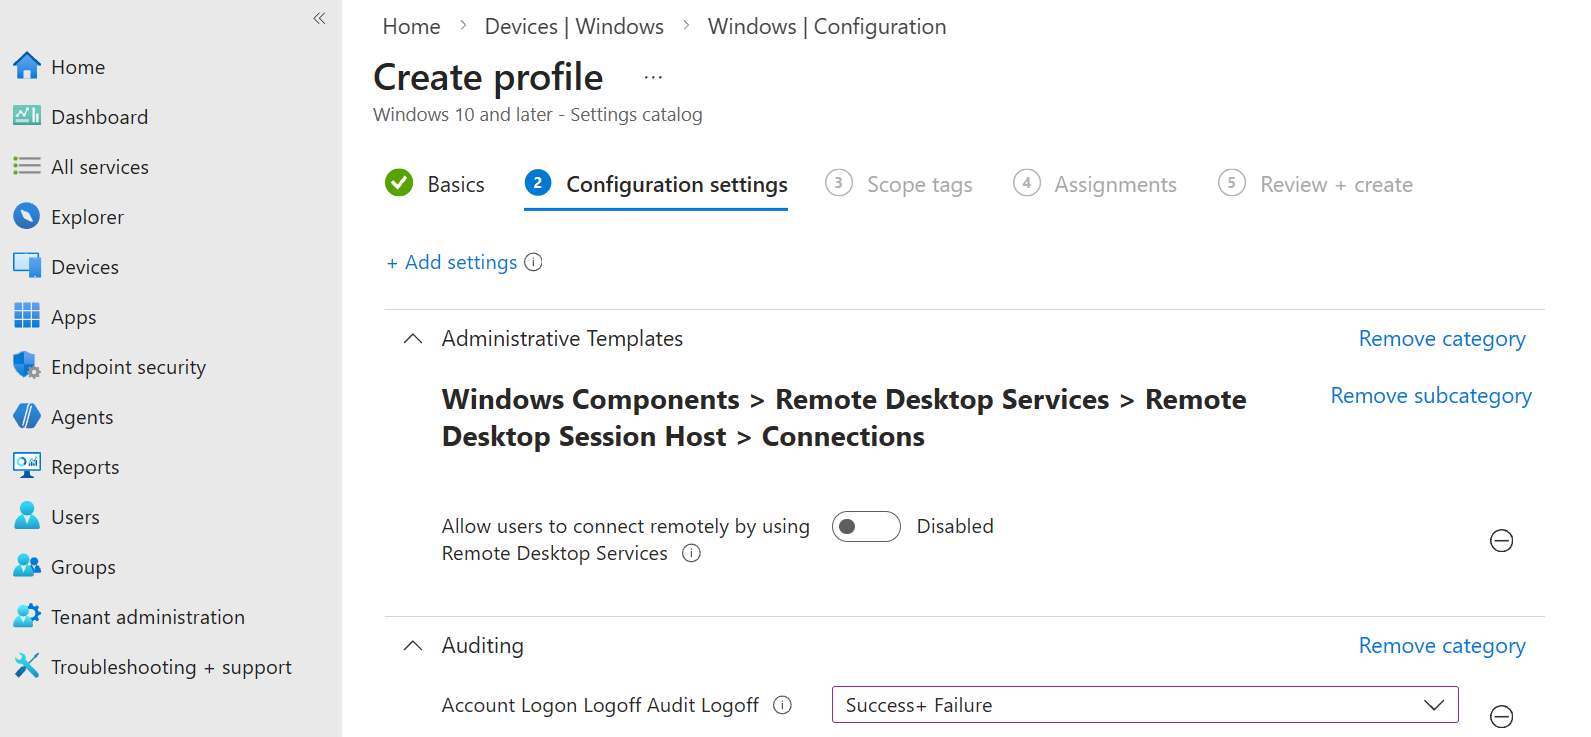 «
Home
Dashboard
All services
Explorer
Devices
Apps
Endpoint security
Agents
Reports
Users
Groups
Tenant administration
Troubleshooting + support
Home > Devices | Windows > Windows | Configuration
Create profile ...
Windows 10 and later - Settings catalog
Basics 2 Configuration settings 3 Scope tags 4 Assignments 5 Review + create
+ Add settings
Administrative Templates Remove category
Windows Components > Remote Desktop Services > Remote Remove subcategory
Desktop Session Host > Connections
Allow users to connect remotely by using Disabled
Remote Desktop Services
Auditing Remove category
Account Logon Logoff Audit Logoff Success+ Failure